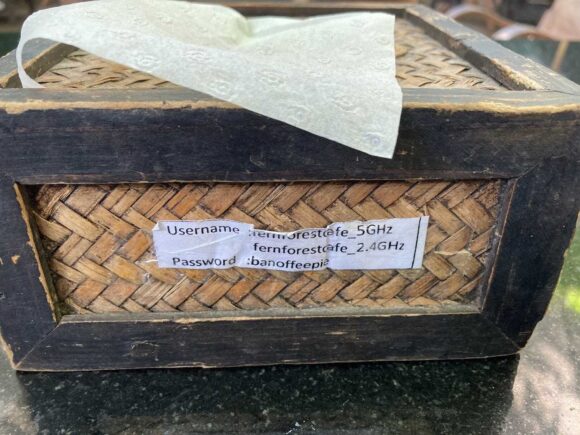 Username :fernforestcafe_5GHz
:fernforestcafe_2.4GHz
Password :banoffeepie